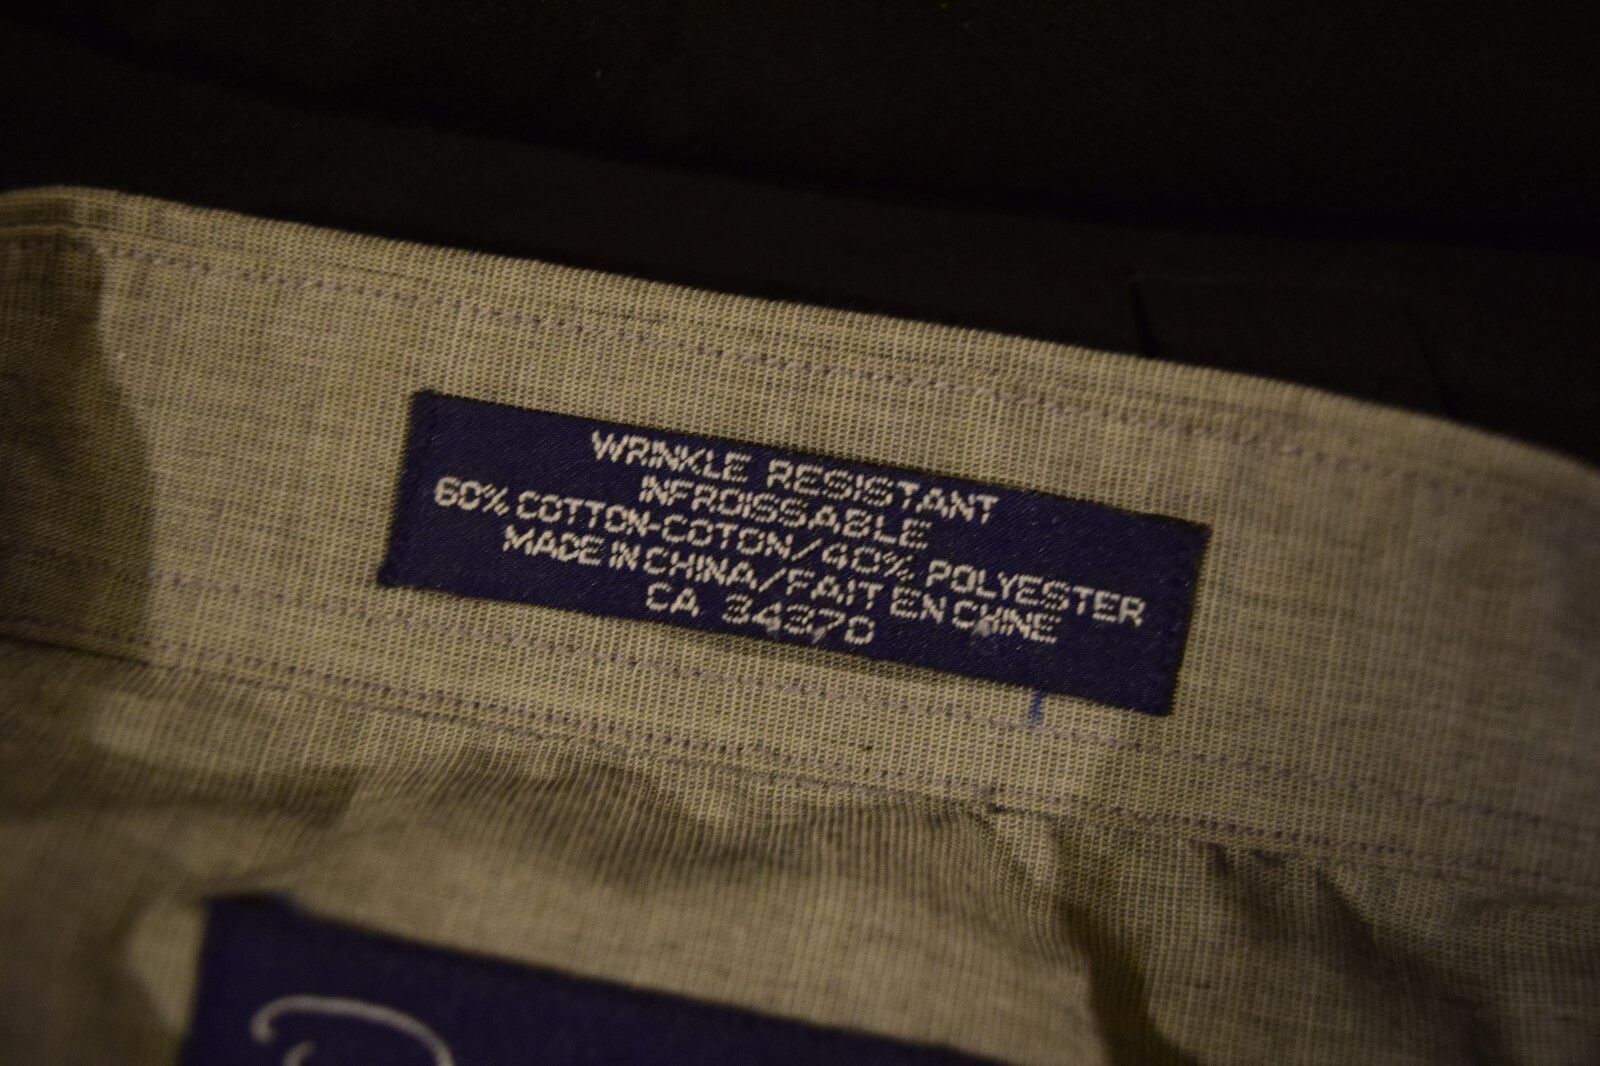 WRINKLE RESISTANT
INFROISSABLE
60% COTTON-COTON/40% POLYESTER
MADE IN CHINA/FAIT EN CHINE
CA 34370